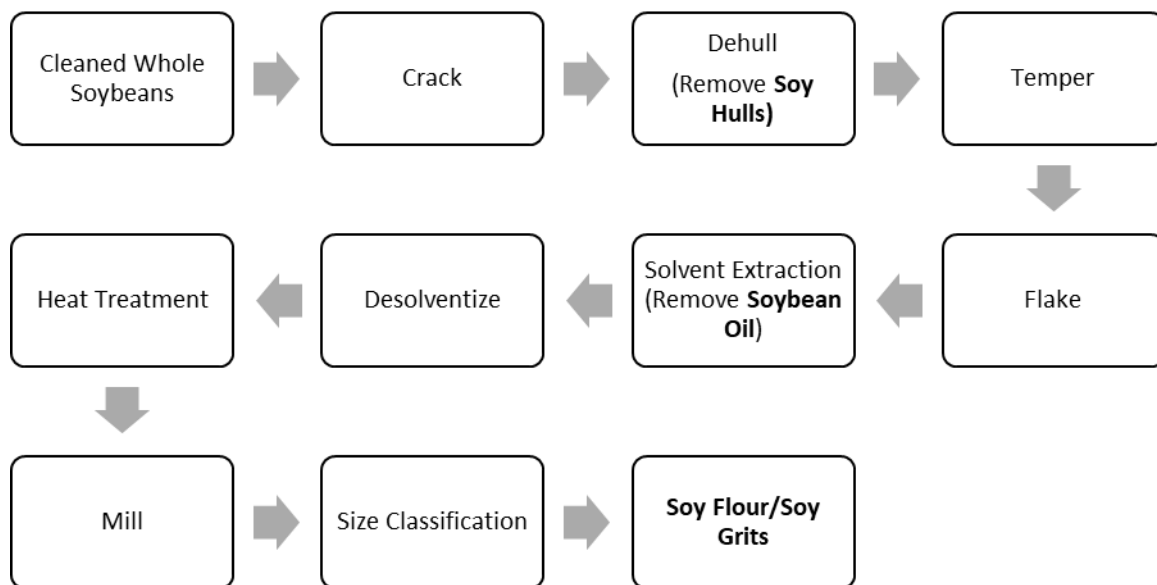 Cleaned Whole
Soybeans
Crack
Dehull
(Remove Soy
Hulls)
Temper
Flake
Solvent Extraction
(Remove Soybean
Oil)
Desolventize
Heat Treatment
Mill
Size Classification
Soy Flour/Soy
Grits